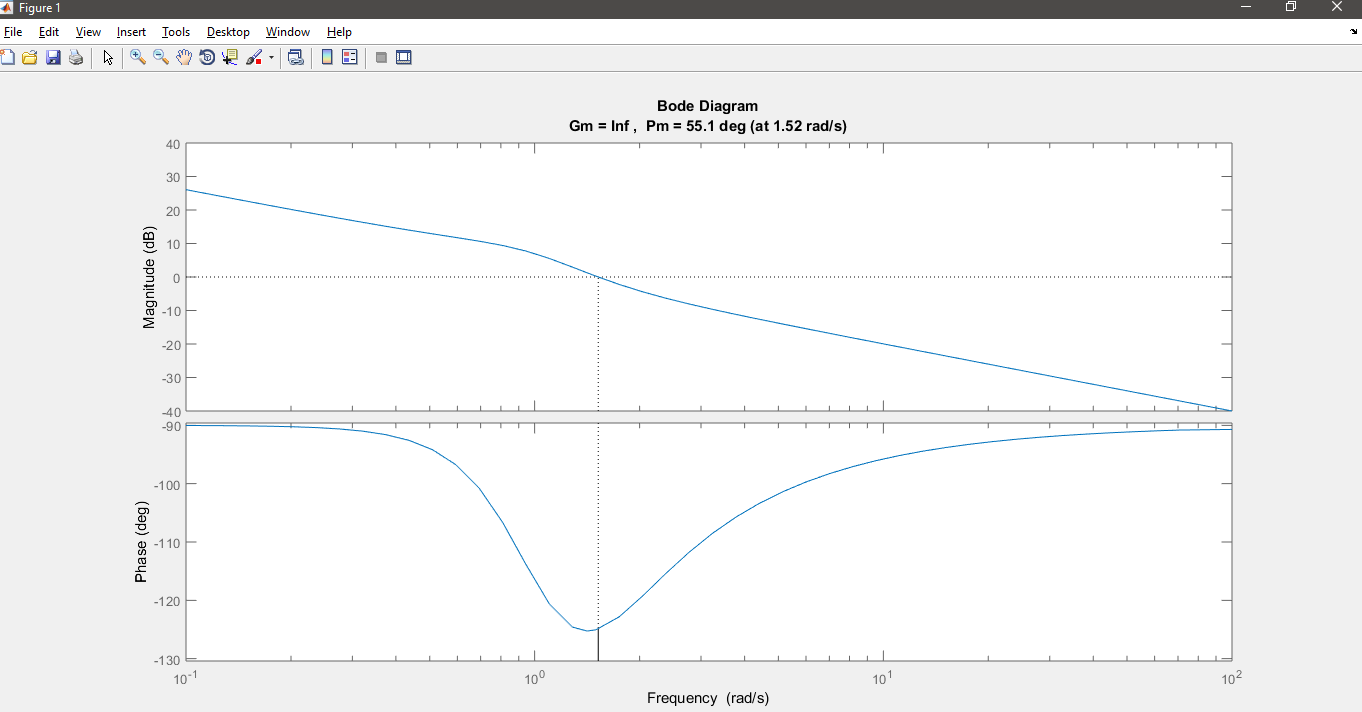 Figure 1
File Edit View Insert Tools Desktop Window Help
Bode Diagram
Gm = Inf , Pm = 55.1 deg (at 1.52 rad/s)
Magnitude (dB)
40
30
20
10
0
-10
-20
-30
-40
Phase (deg)
-90
-100
-110
-120
-130
10-1 100 101 102
Frequency (rad/s)